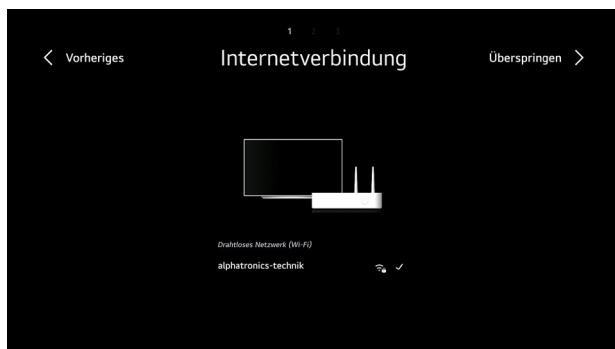 1 2 3
Vorheriges
Internetverbindung
Überspringen
Drahtloses Netzwerk (Wi-Fi)
alphatronics-technik